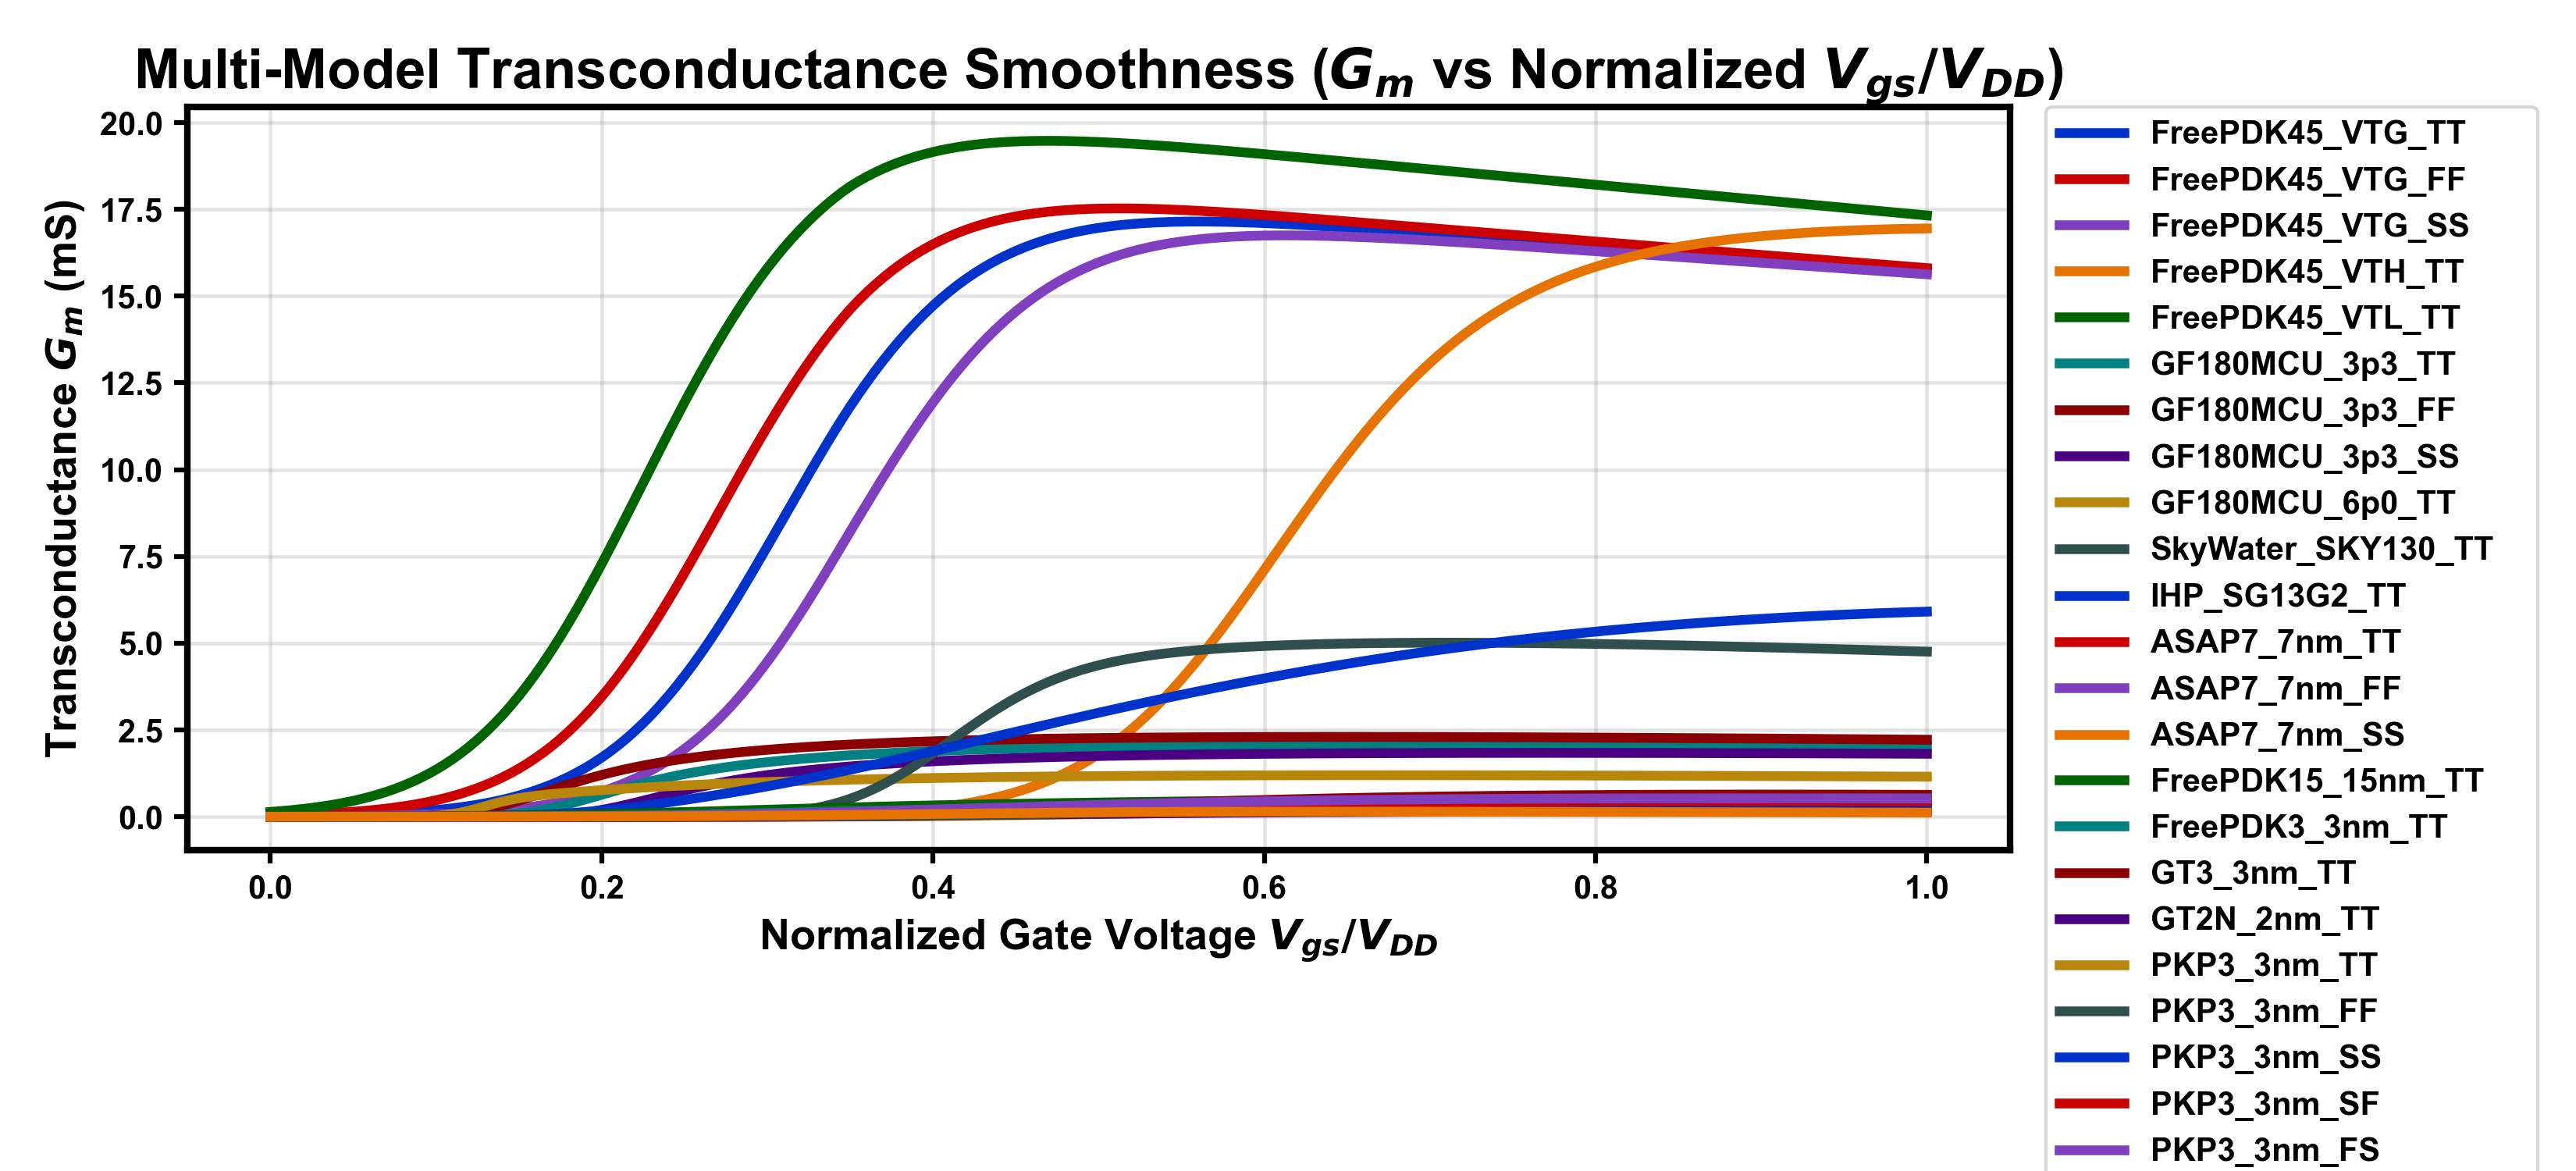 Multi-Model Transconductance Smoothness (Gm vs Normalized Vgs/VDD)
Transconductance Gm (mS)
20.0
17.5
15.0
12.5
10.0
7.5
5.0
2.5
0.0
0.0 0.2 0.4 0.6 0.8 1.0
Normalized Gate Voltage Vgs/VDD
FreePDK45_VTG_TT
FreePDK45_VTG_FF
FreePDK45_VTG_SS
FreePDK45_VTH_TT
FreePDK45_VTL_TT
GF180MCU_3p3_TT
GF180MCU_3p3_FF
GF180MCU_3p3_SS
GF180MCU_6p0_TT
SkyWater_SKY130_TT
IHP_SG13G2_TT
ASAP7_7nm_TT
ASAP7_7nm_FF
ASAP7_7nm_SS
FreePDK15_15nm_TT
FreePDK3_3nm_TT
GT3_3nm_TT
GT2N_2nm_TT
PKP3_3nm_TT
PKP3_3nm_FF
PKP3_3nm_SS
PKP3_3nm_SF
PKP3_3nm_FS